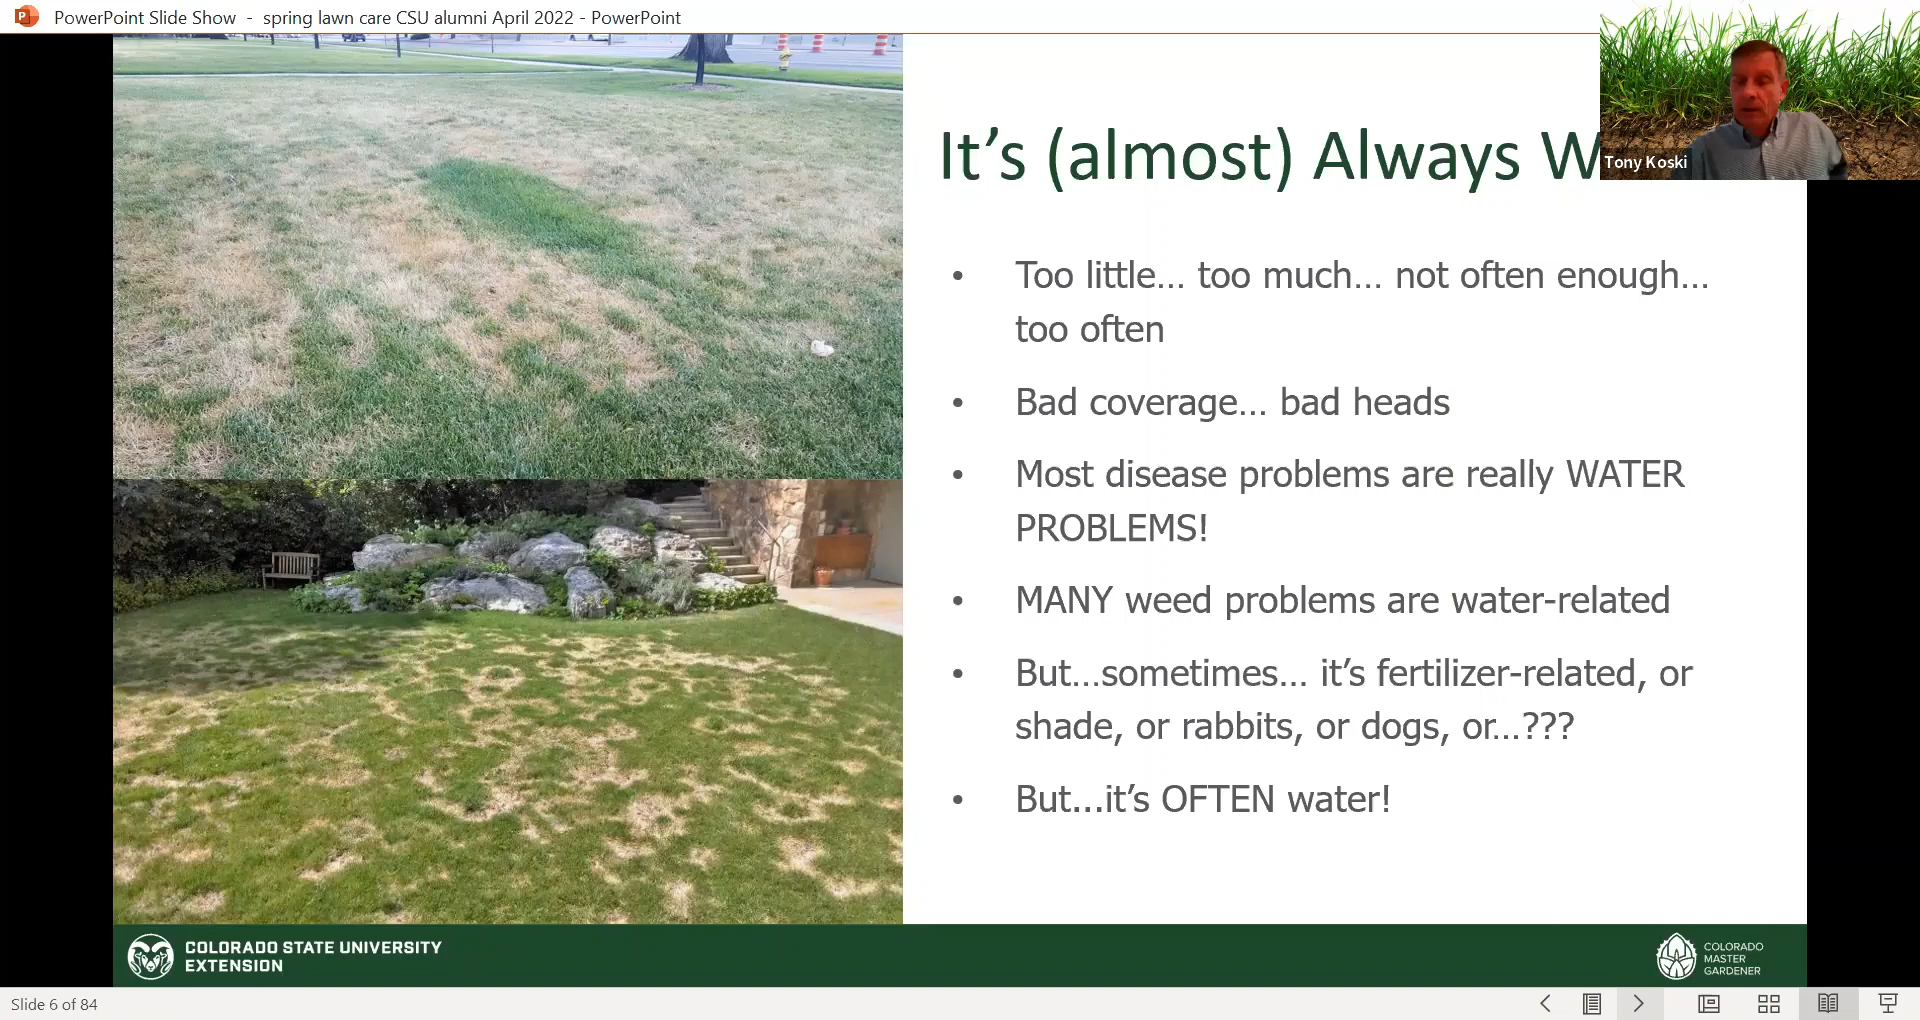 PowerPoint Slide Show - spring lawn care CSU alumni April 2022 - PowerPoint
It's (almost) Always W
Tony Koski
• Too little... too much... not often enough...
too often
• Bad coverage... bad heads
• Most disease problems are really WATER
PROBLEMS!
• MANY weed problems are water-related
• But...sometimes... it's fertilizer-related, or
shade, or rabbits, or dogs, or...???
• But...it's OFTEN water!
COLORADO STATE UNIVERSITY
EXTENSION
COLORADO
MASTER
GARDENER
Slide 6 of 84